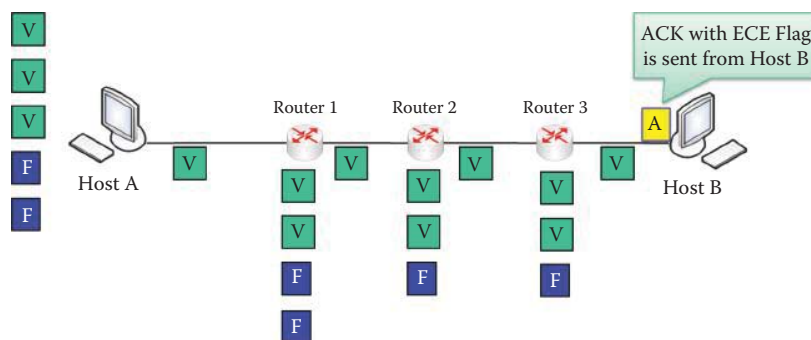 V
V
V
F
F
ACK with ECE Flag
is sent from Host B
Router 1
Router 2
Router 3
A
V
V
V
V
Host A
Host B
V
V
F
F
V
V
F
V
V
F